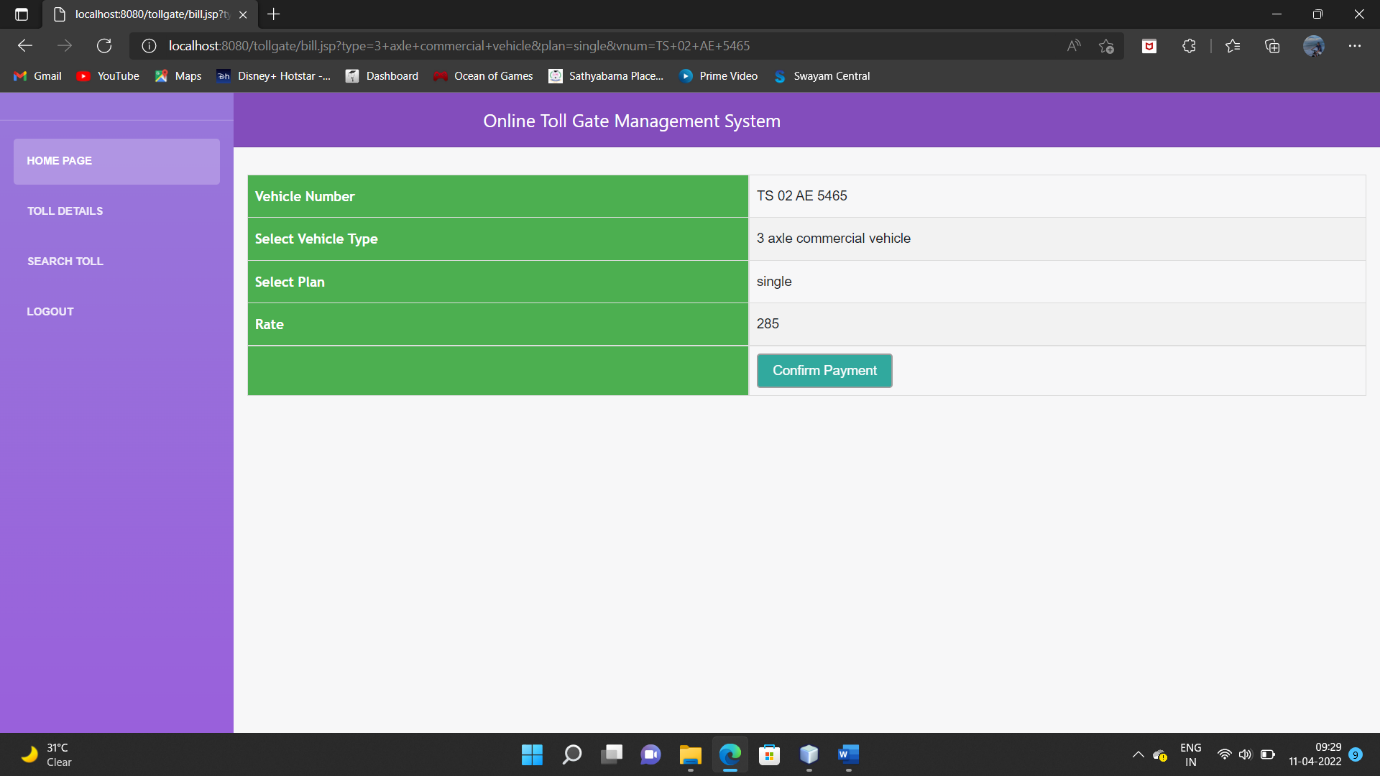 localhost:8080/tollgate/bill.jsp?ty
localhost:8080/tollgate/bill.jsp?type=3+axle+commercial+vehicle&plan=single&vnum=TS+02+AE+5465
Gmail YouTube Maps Disney+ Hotstar -... Dashboard Ocean of Games Sathyabama Place... Prime Video Swayam Central
Online Toll Gate Management System
HOME PAGE
TOLL DETAILS
SEARCH TOLL
LOGOUT
Vehicle Number TS 02 AE 5465
Select Vehicle Type 3 axle commercial vehicle
Select Plan single
Rate 285
Confirm Payment
31°C
Clear
ENG
IN
09:29
11-04-2022
9